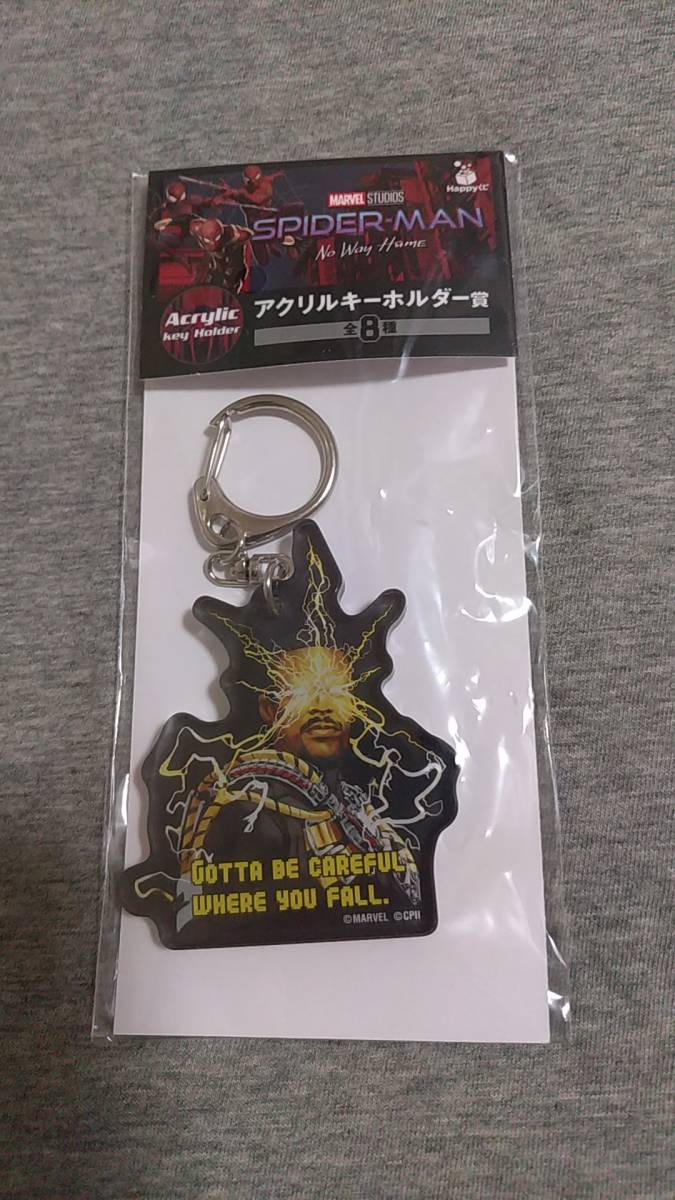 Happyくじ
MARVEL STUDIOS
SPIDER-MAN
No Way Home
Acrylic
Key Holder
アクリルキーホルダー賞
全8種
GOTTA BE CAREFUL
WHERE YOU FALL.
©MARVEL ©CPII